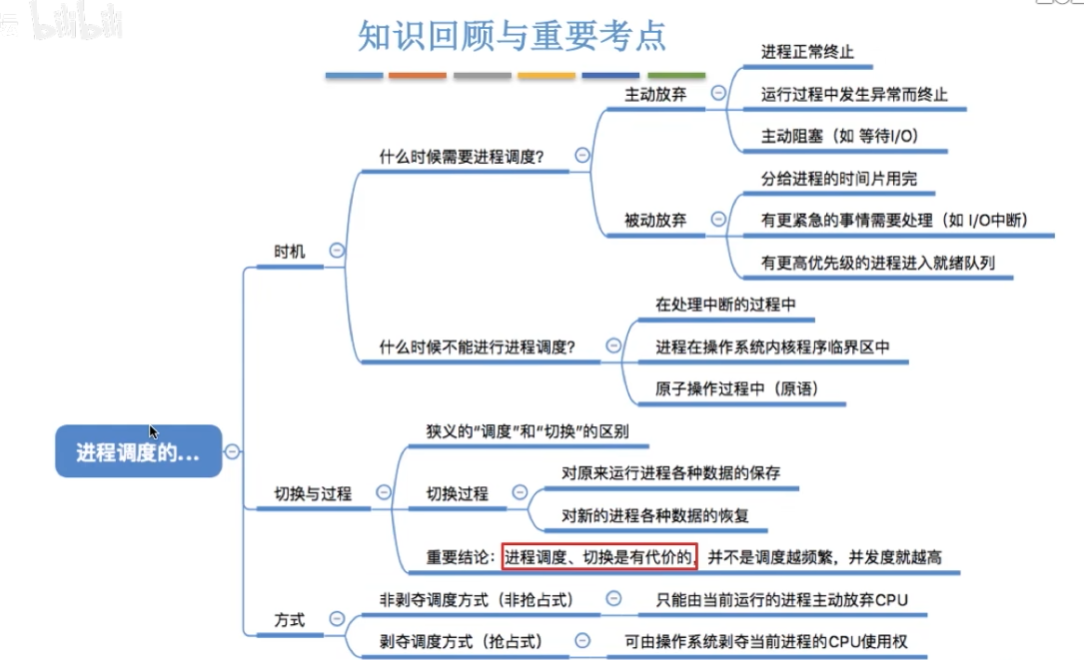 bilibili
知识回顾与重要考点
进程调度的...
时机
什么时候需要进程调度?
主动放弃
进程正常终止
运行过程中发生异常而终止
主动阻塞（如 等待I/O）
被动放弃
分给进程的时间片用完
有更紧急的事情需要处理（如 I/O中断）
有更高优先级的进程进入就绪队列
什么时候不能进行进程调度?
在处理中断的过程中
进程在操作系统内核程序临界区中
原子操作过程中（原语）
切换与过程
狭义的“调度”和“切换”的区别
切换过程
对原来运行进程各种数据的保存
对新的进程各种数据的恢复
重要结论：进程调度、切换是有代价的，并不是调度越频繁，并发度就越高
方式
非剥夺调度方式（非抢占式）
只能由当前运行的进程主动放弃CPU
剥夺调度方式（抢占式）
可由操作系统剥夺当前进程的CPU使用权